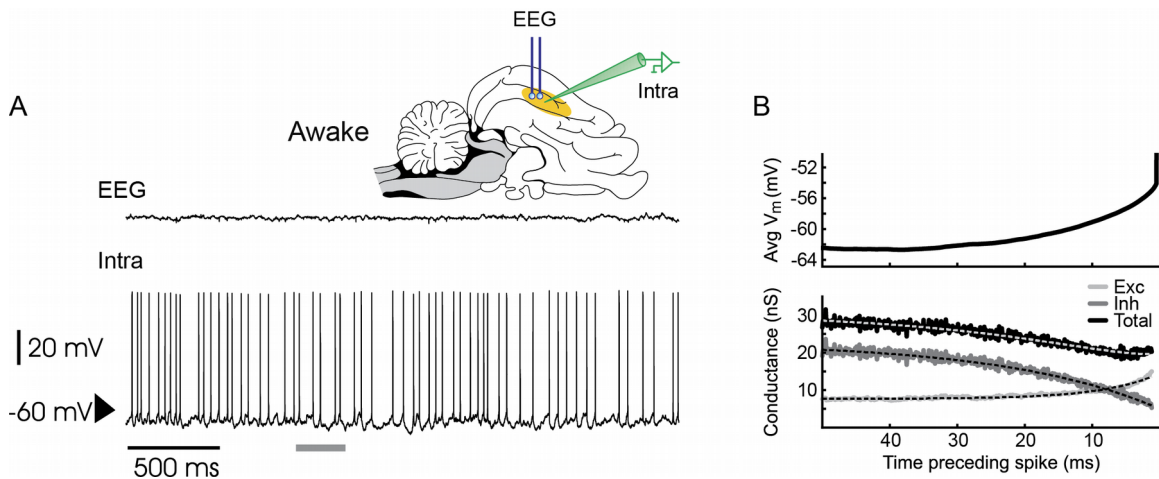 A
EEG
Intra
Awake
EEG
Intra
20 mV
-60 mV
500 ms
B
Avg Vm (mV)
-52
-56
-60
-64
Conductance (nS)
30
20
10
Exc
Inh
Total
40 30 20 10
Time preceding spike (ms)